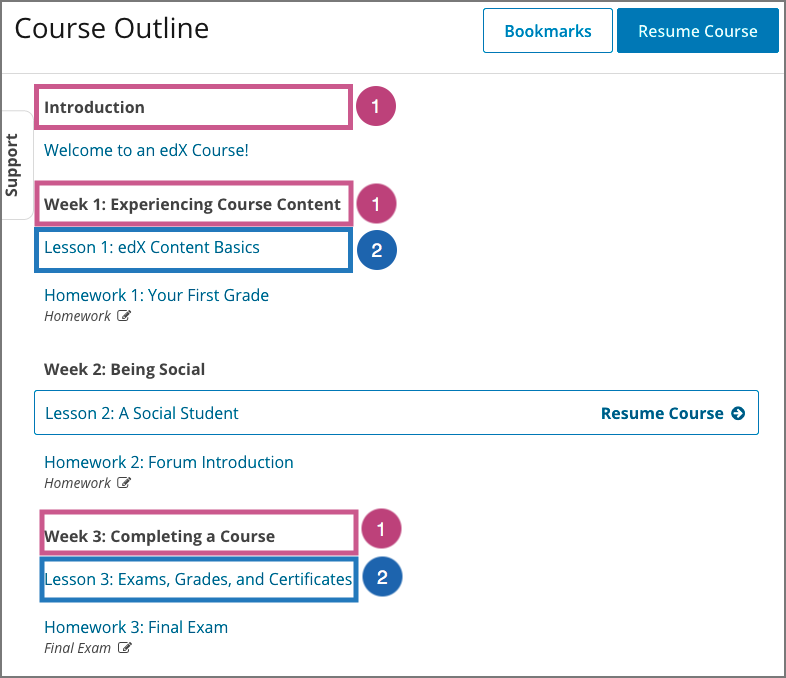 Course Outline
Bookmarks
Resume Course
Support
Introduction
1
Welcome to an edX Course!
Week 1: Experiencing Course Content
1
Lesson 1: edX Content Basics
2
Homework 1: Your First Grade
Homework
Week 2: Being Social
Lesson 2: A Social Student
Resume Course
Homework 2: Forum Introduction
Homework
Week 3: Completing a Course
1
Lesson 3: Exams, Grades, and Certificates
2
Homework 3: Final Exam
Final Exam